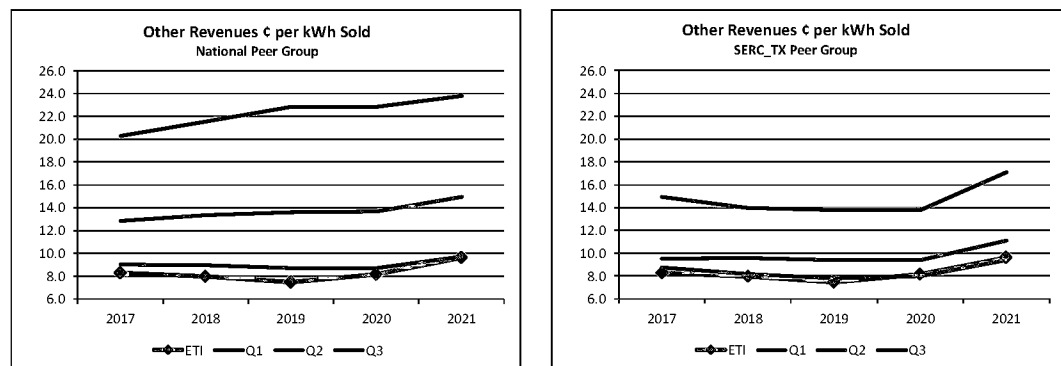 Other Revenues ¢ per kWh Sold
National Peer Group
26.0
24.0
22.0
20.0
18.0
16.0
14.0
12.0
10.0
8.0
6.0
2017 2018 2019 2020 2021
ETI Q1 Q2 Q3
Other Revenues ¢ per kWh Sold
SERC_TX Peer Group
26.0
24.0
22.0
20.0
18.0
16.0
14.0
12.0
10.0
8.0
6.0
2017 2018 2019 2020 2021
ETI Q1 Q2 Q3